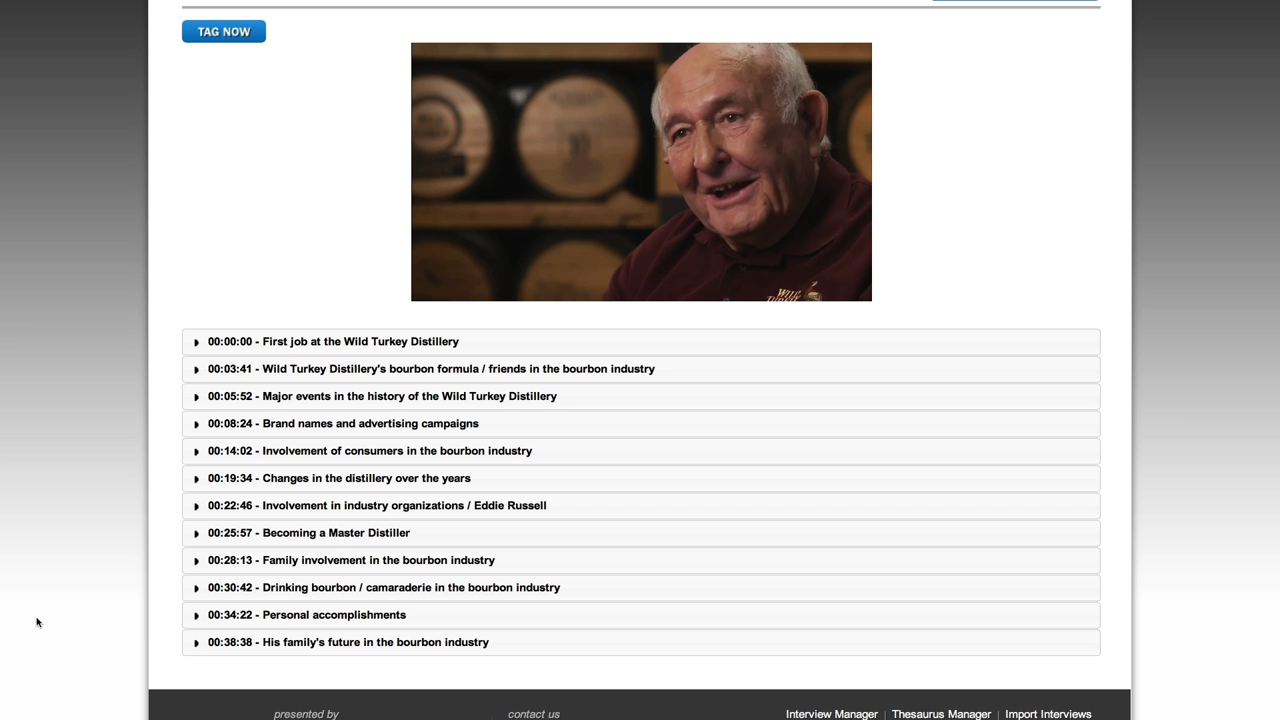 TAG NOW
WILD
00:00:00 - First job at the Wild Turkey Distillery
00:03:41 - Wild Turkey Distillery's bourbon formula / friends in the bourbon industry
00:05:52 - Major events in the history of the Wild Turkey Distillery
00:08:24 - Brand names and advertising campaigns
00:14:02 - Involvement of consumers in the bourbon industry
00:19:34 - Changes in the distillery over the years
00:22:46 - Involvement in industry organizations / Eddie Russell
00:25:57 - Becoming a Master Distiller
00:28:13 - Family involvement in the bourbon industry
00:30:42 - Drinking bourbon / camaraderie in the bourbon industry
00:34:22 - Personal accomplishments
00:38:38 - His family's future in the bourbon industry
presented by contact us Interview Manager | Thesaurus Manager | Import Interviews